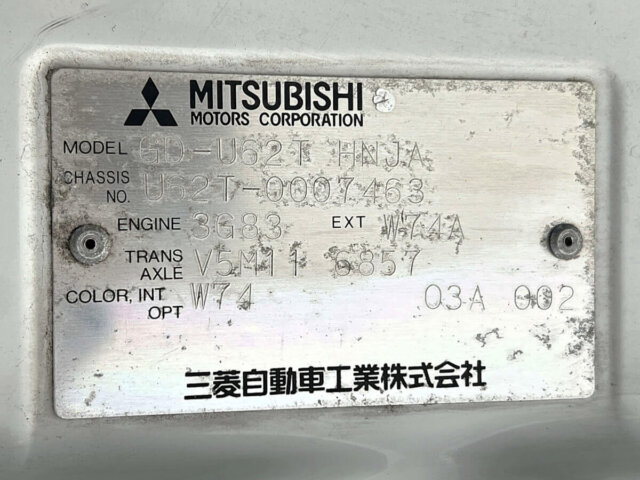 MITSUBISHI
MOTORS CORPORATION
MODEL GD-U62T HNJA
CHASSIS NO. U62T-0007463
ENGINE 3G83 EXT W74A
TRANS AXLE V5M11 6857
COLOR, INT OPT W74 03A 002
三菱自動車工業株式会社